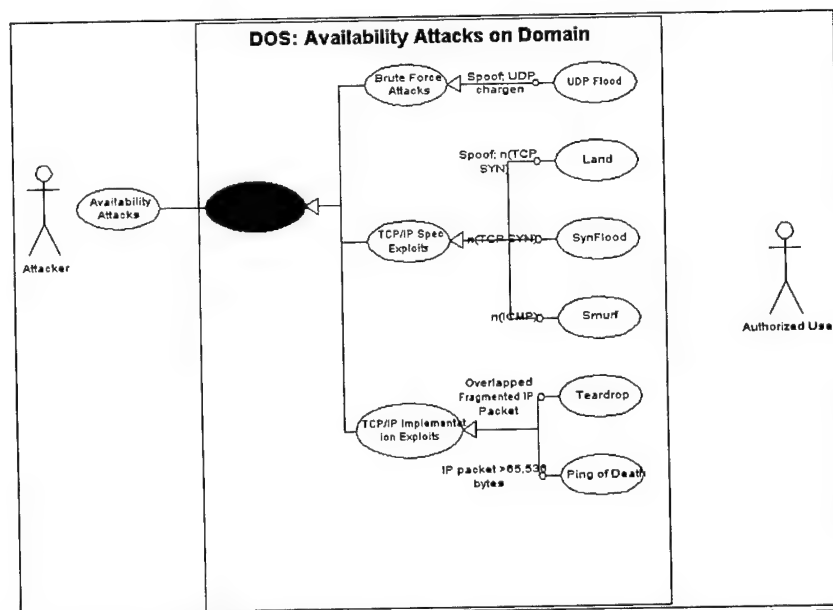 DOS: Availability Attacks on Domain
Brute Force
Attacks
Spoof; UDP
chargen
UDP Flood
Spoof; n(TCP
SYN)
Land
Availability
Attacks
TCP/IP Spec
Exploits
n(TCP SYN)
SynFlood
Attacker
n(ICMP)
Smurf
Authorized Use
Overlapped
Fragmented IP
Packet
Teardrop
TCP/IP Implementat
ion Exploits
IP packet >65,536
bytes
Ping of Death